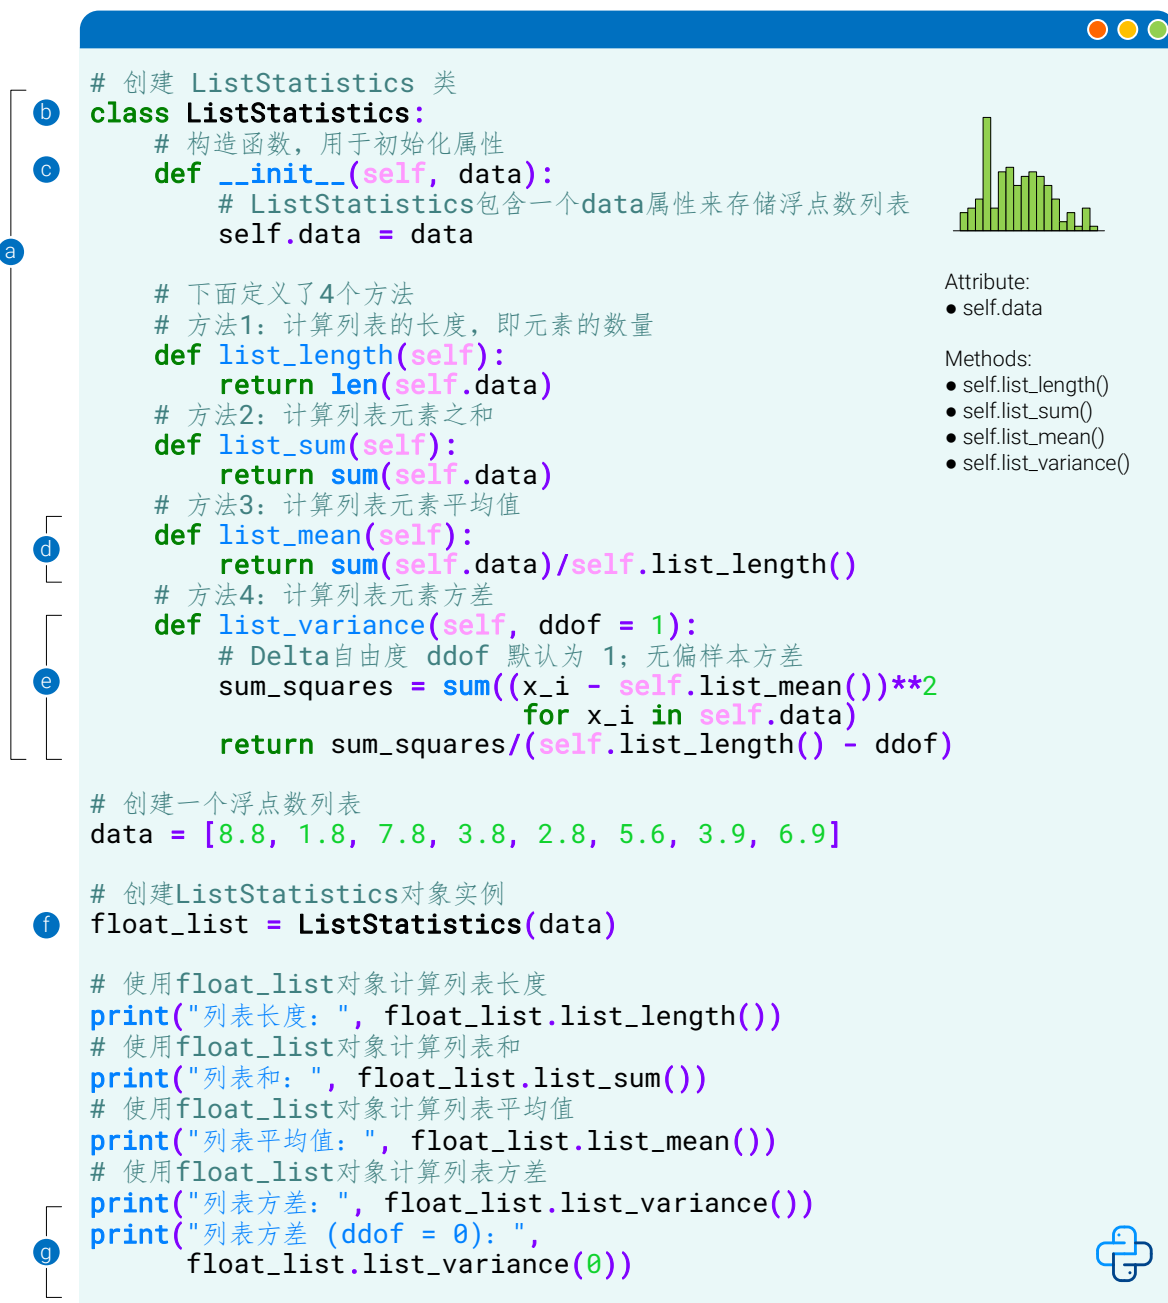 # 创建 ListStatistics 类
b class ListStatistics:
# 构造函数，用于初始化属性
c def __init__(self, data):
# ListStatistics包含一个data属性来存储浮点数列表
a self.data = data
# 下面定义了4个方法
# 方法1：计算列表的长度，即元素的数量
def list_length(self):
return len(self.data)
# 方法2：计算列表元素之和
def list_sum(self):
return sum(self.data)
# 方法3：计算列表元素平均值
def list_mean(self):
d return sum(self.data)/self.list_length()
# 方法4：计算列表元素方差
def list_variance(self, ddof = 1):
# Delta自由度 ddof 默认为 1；无偏样本方差
e sum_squares = sum((x_i - self.list_mean())**2
for x_i in self.data)
return sum_squares/(self.list_length() - ddof)
# 创建一个浮点数列表
data = [8.8, 1.8, 7.8, 3.8, 2.8, 5.6, 3.9, 6.9]
# 创建ListStatistics对象实例
f float_list = ListStatistics(data)
# 使用float_list对象计算列表长度
print("列表长度：", float_list.list_length())
# 使用float_list对象计算列表和
print("列表和：", float_list.list_sum())
# 使用float_list对象计算列表平均值
print("列表平均值：", float_list.list_mean())
# 使用float_list对象计算列表方差
print("列表方差：", float_list.list_variance())
print("列表方差 (ddof = 0)：",
g float_list.list_variance(0))
Attribute:
● self.data
Methods:
● self.list_length()
● self.list_sum()
● self.list_mean()
● self.list_variance()